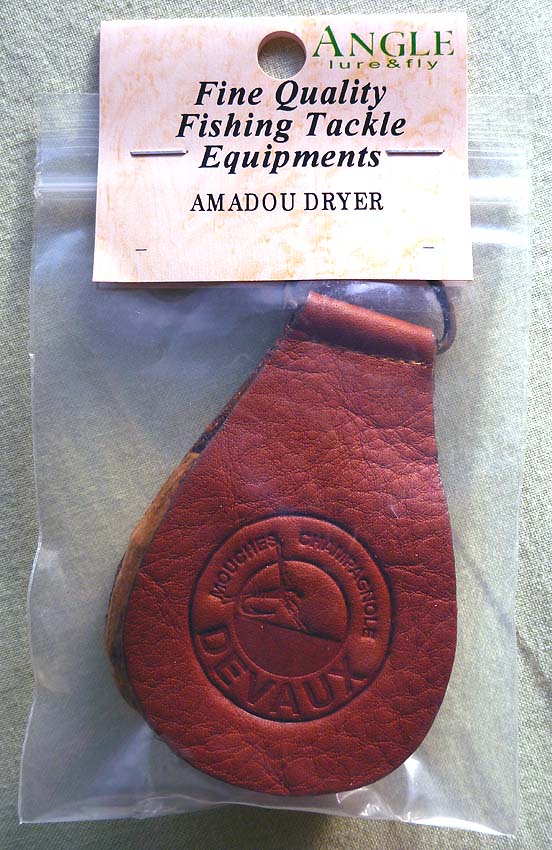 ANGLE
lure&fly
Fine Quality
Fishing Tackle
Equipments
AMADOU DRYER
MOUCHES CHAMPAGNOLE
DEVAUX